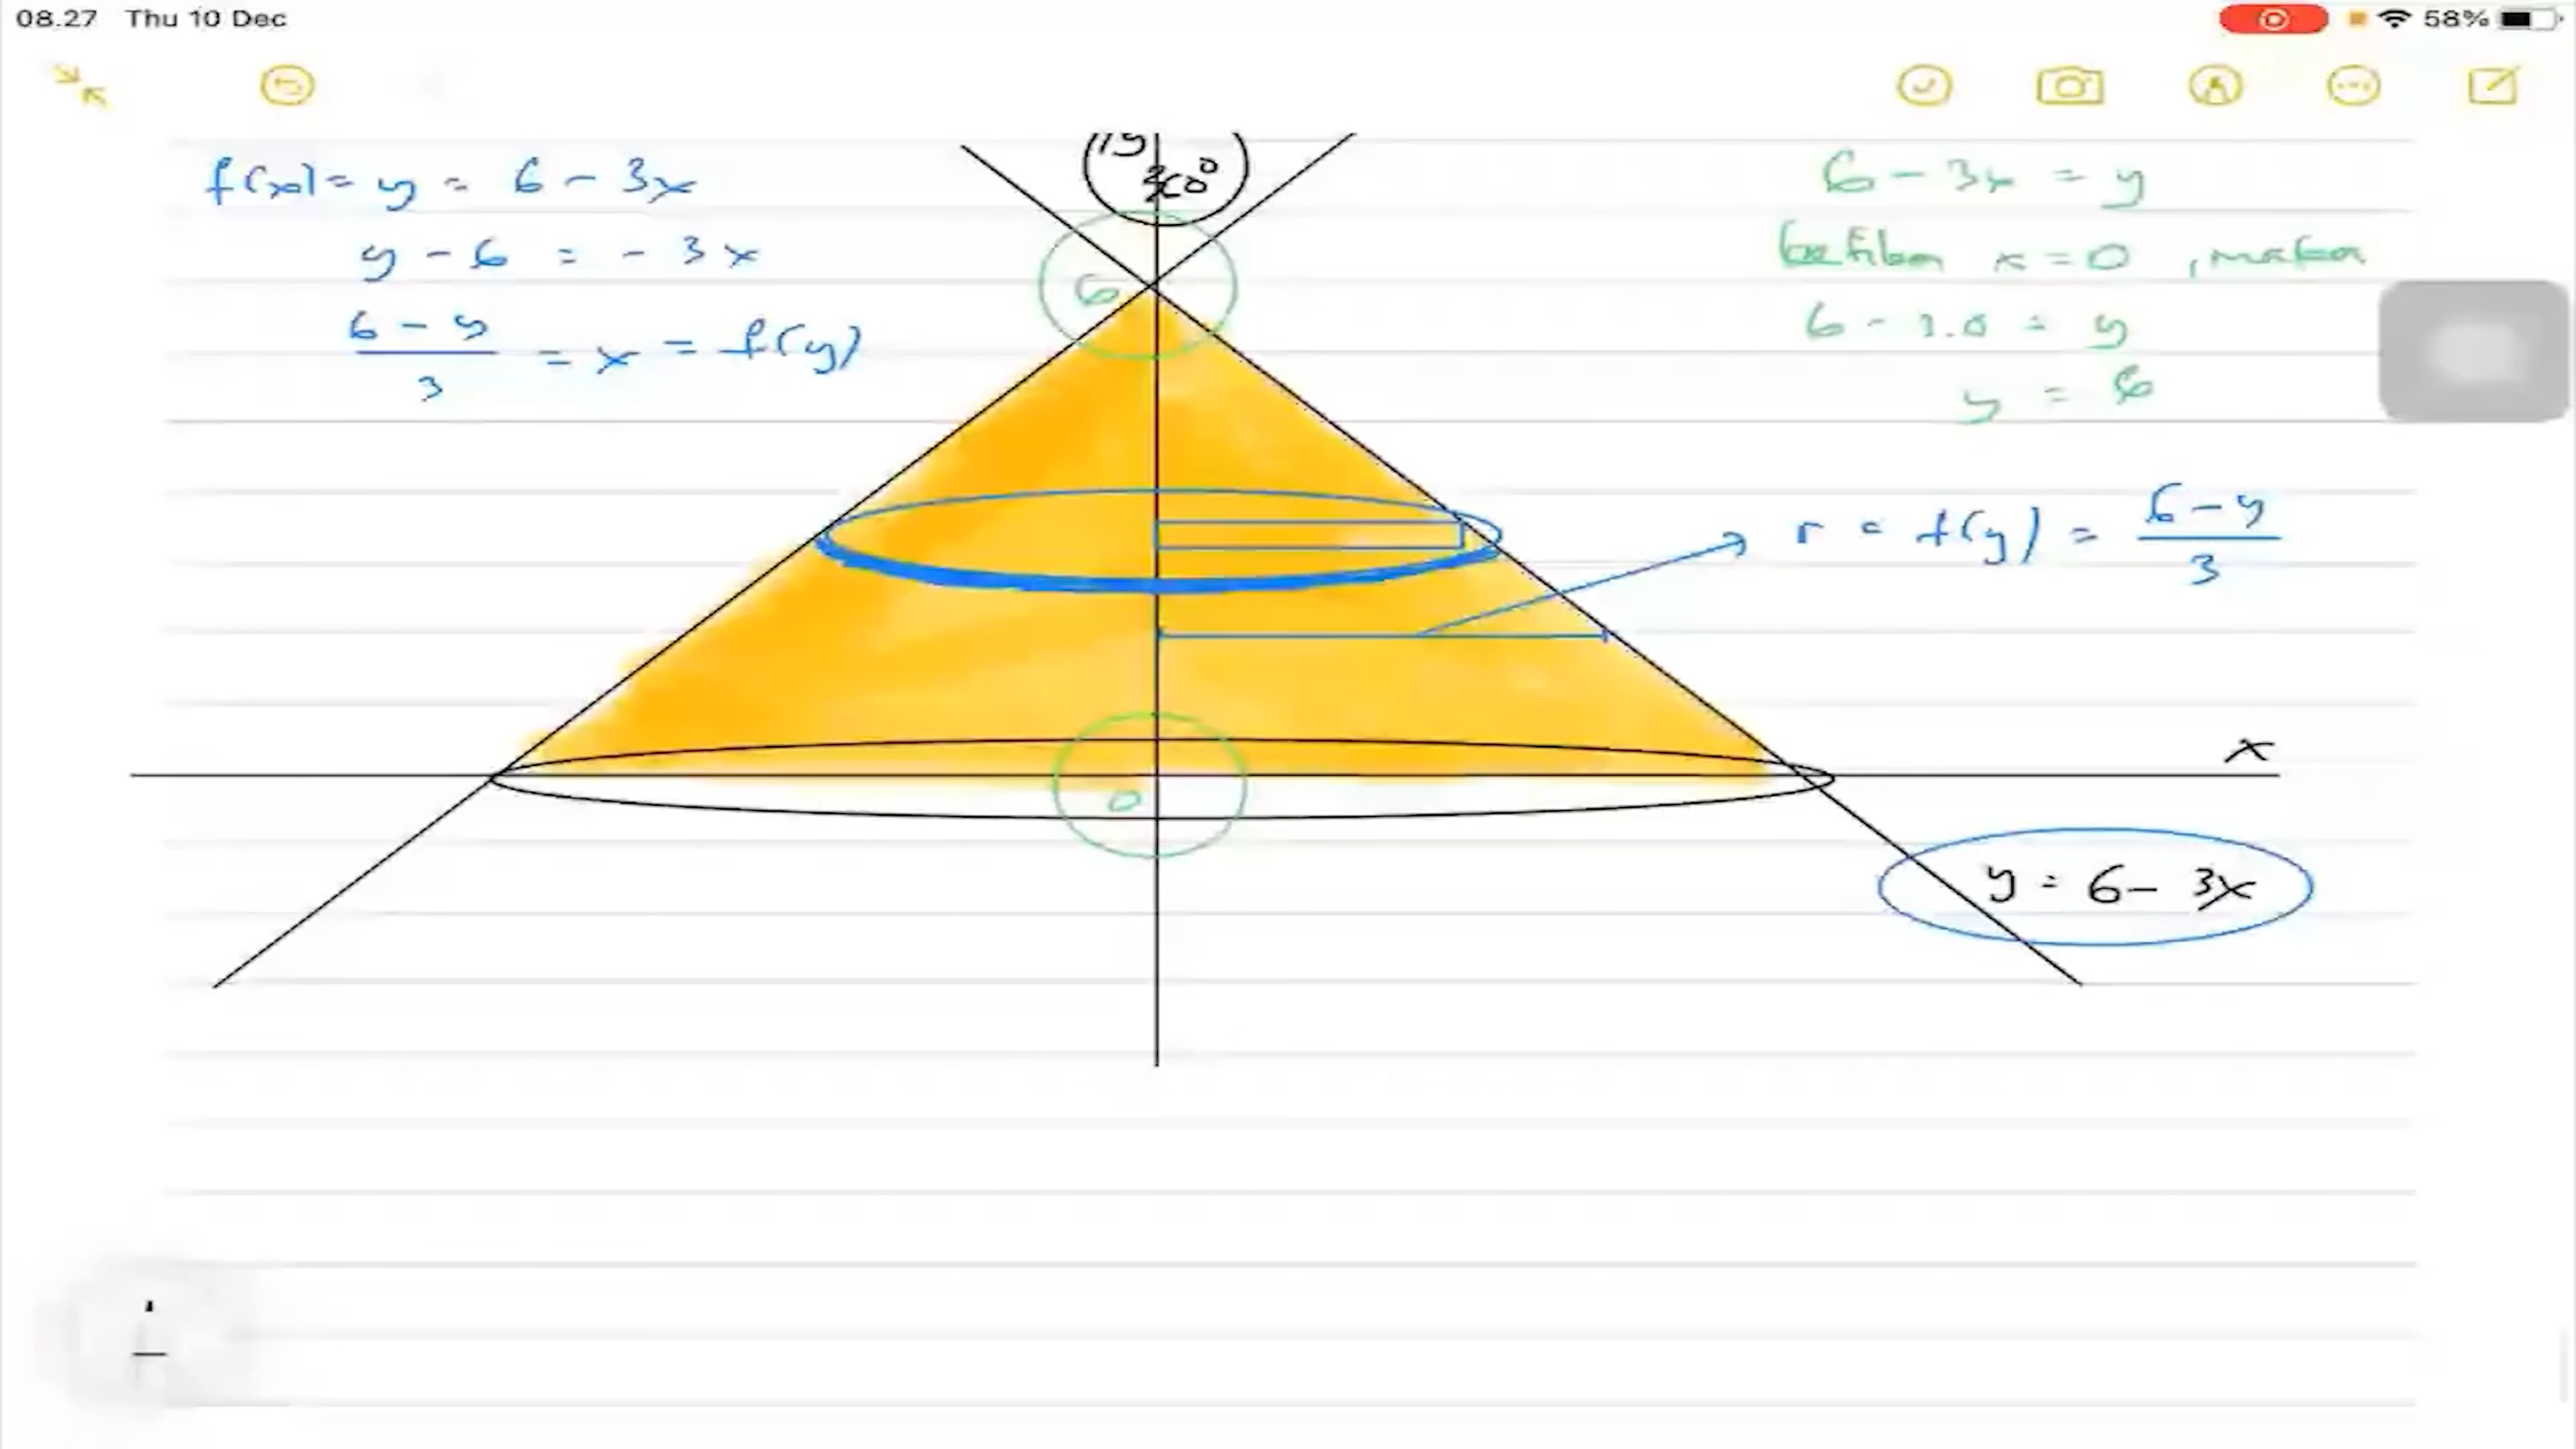 08.27 Thu 10 Dec
58%
y
360°
f(x) = y = 6 - 3x
y - 6 = - 3x
6 - y
3
= x = f(y)
6 - 3x = y
ketika x = 0 , maka
6 - 3.0 = y
y = 6
6
r = f(y) = 6 - y
3
x
0
y = 6 - 3x